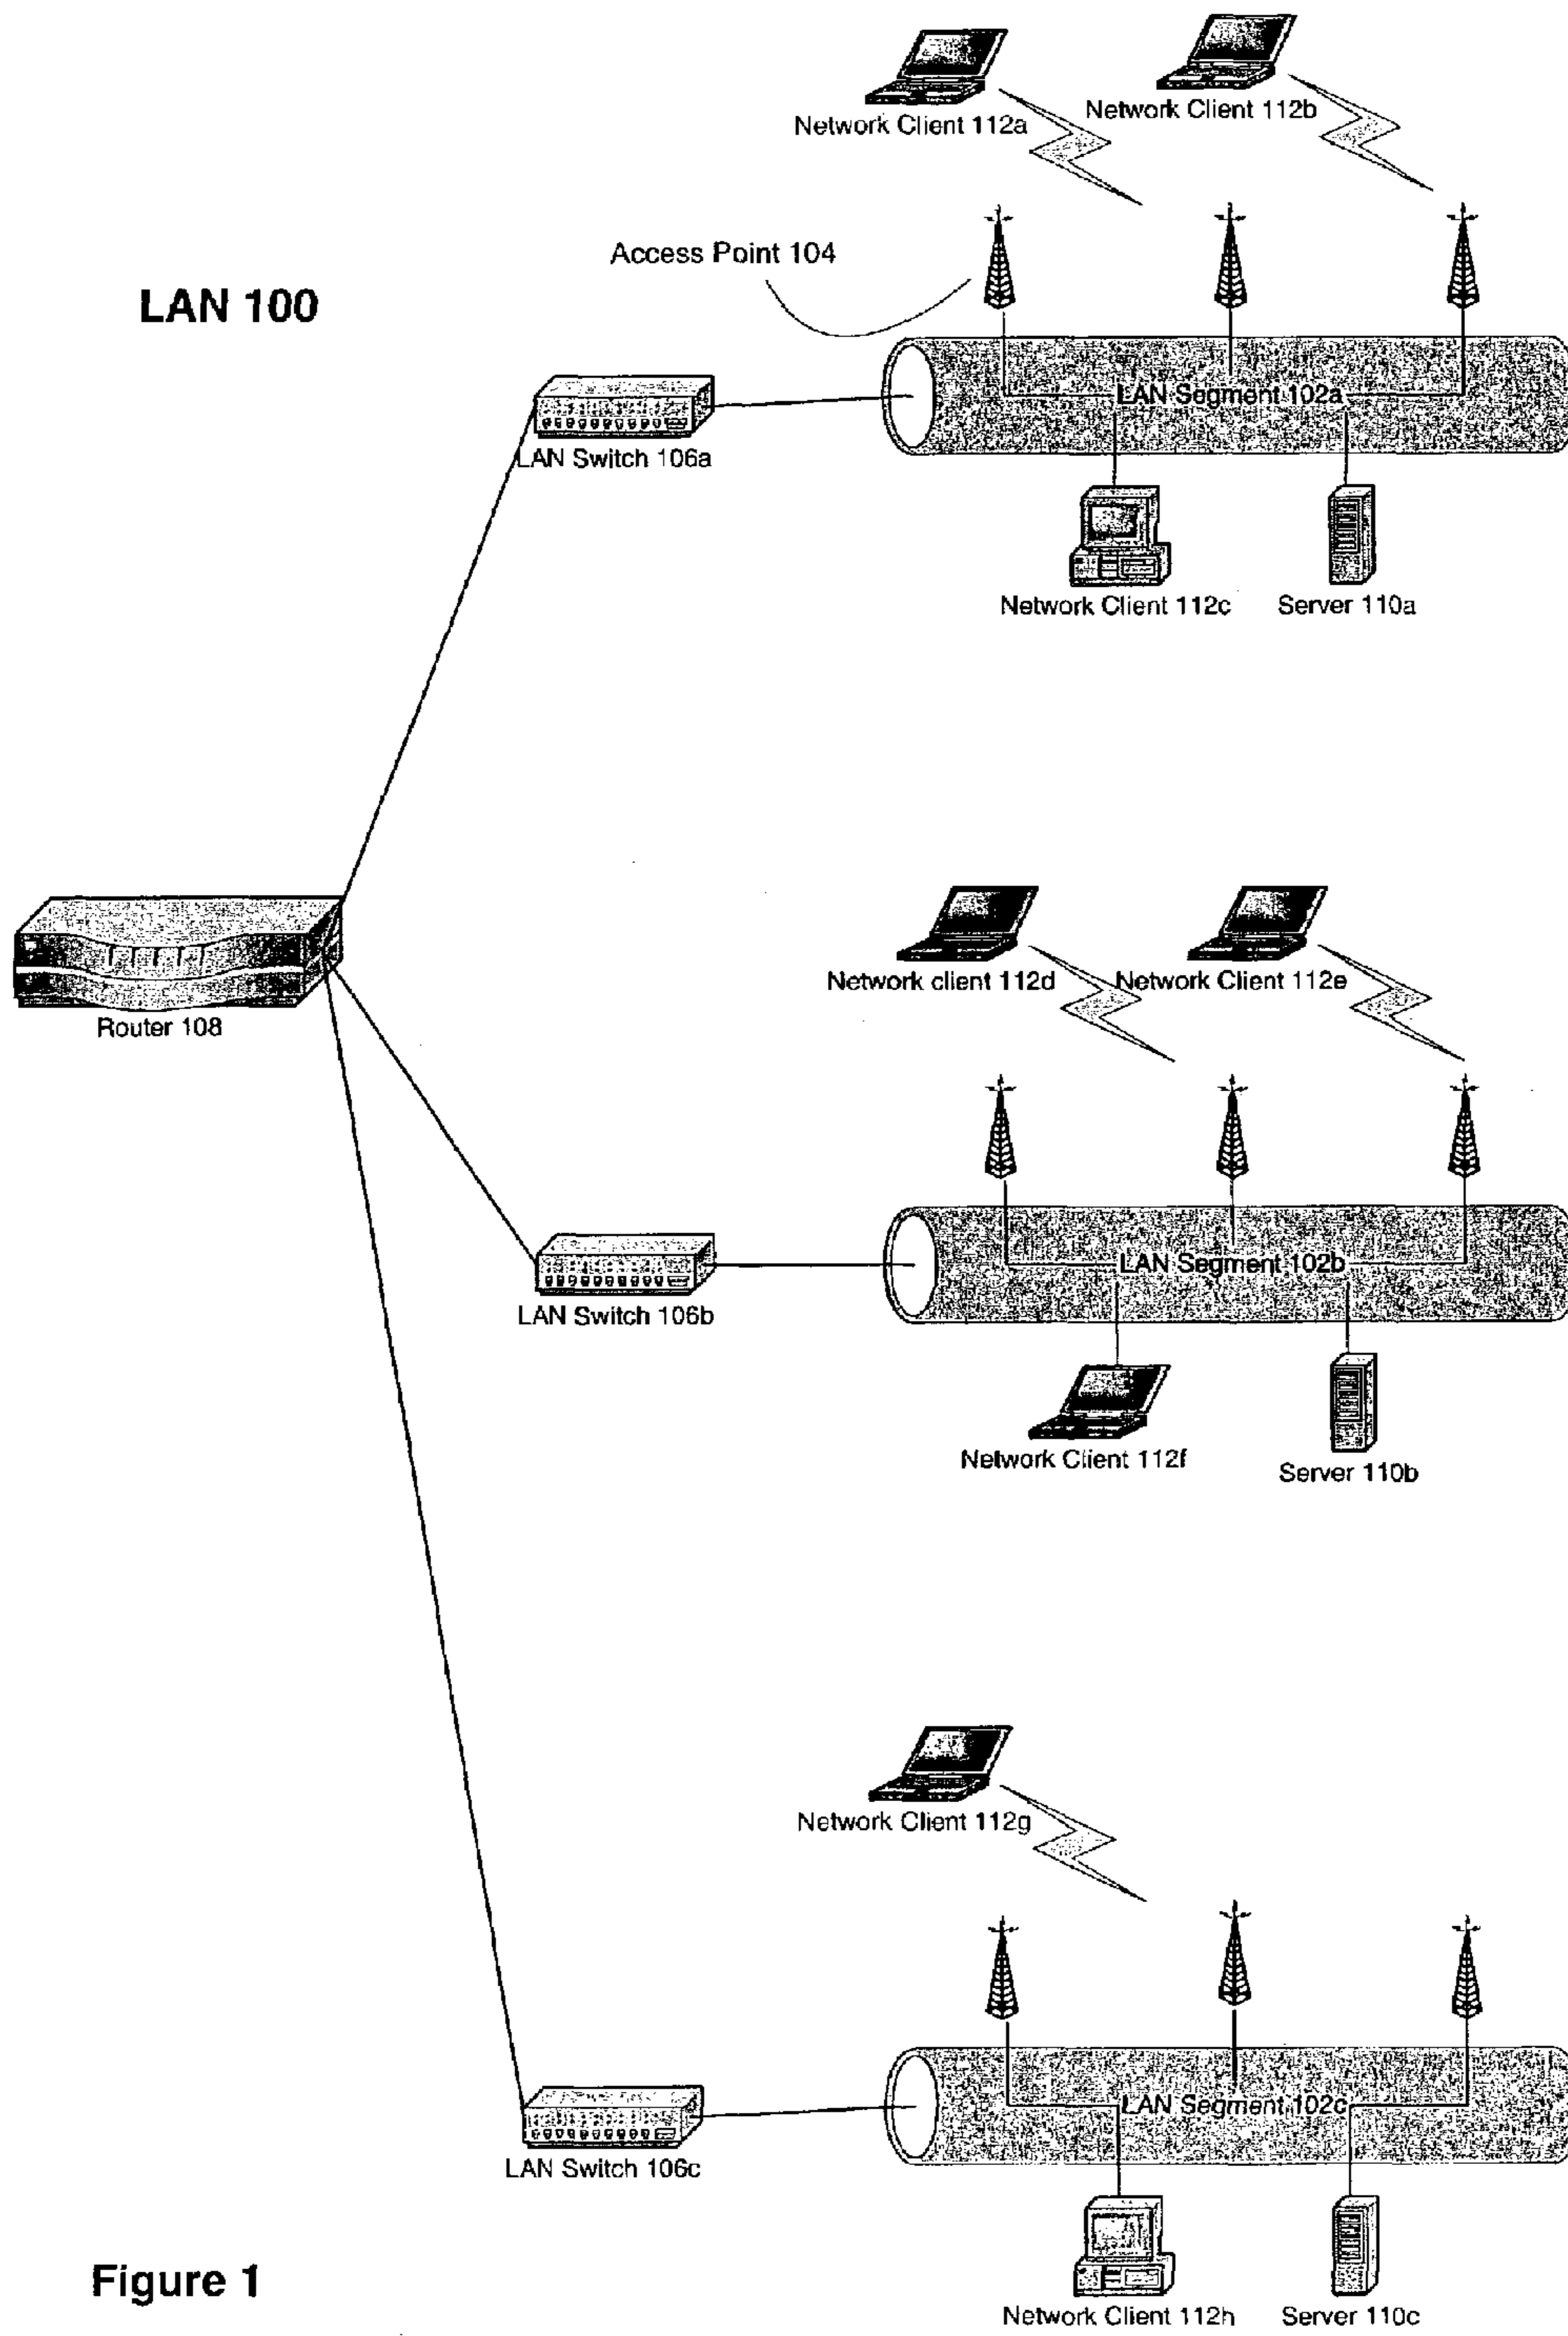 Network Client 112a
Network Client 112b
Access Point 104
LAN 100
LAN Segment 102a
LAN Switch 106a
Network Client 112c
Server 110a
Network client 112d
Network Client 112e
Router 108
LAN Segment 102b
LAN Switch 106b
Network Client 112f
Server 110b
Network Client 112g
LAN Segment 102c
LAN Switch 106c
Figure 1
Network Client 112h
Server 110c